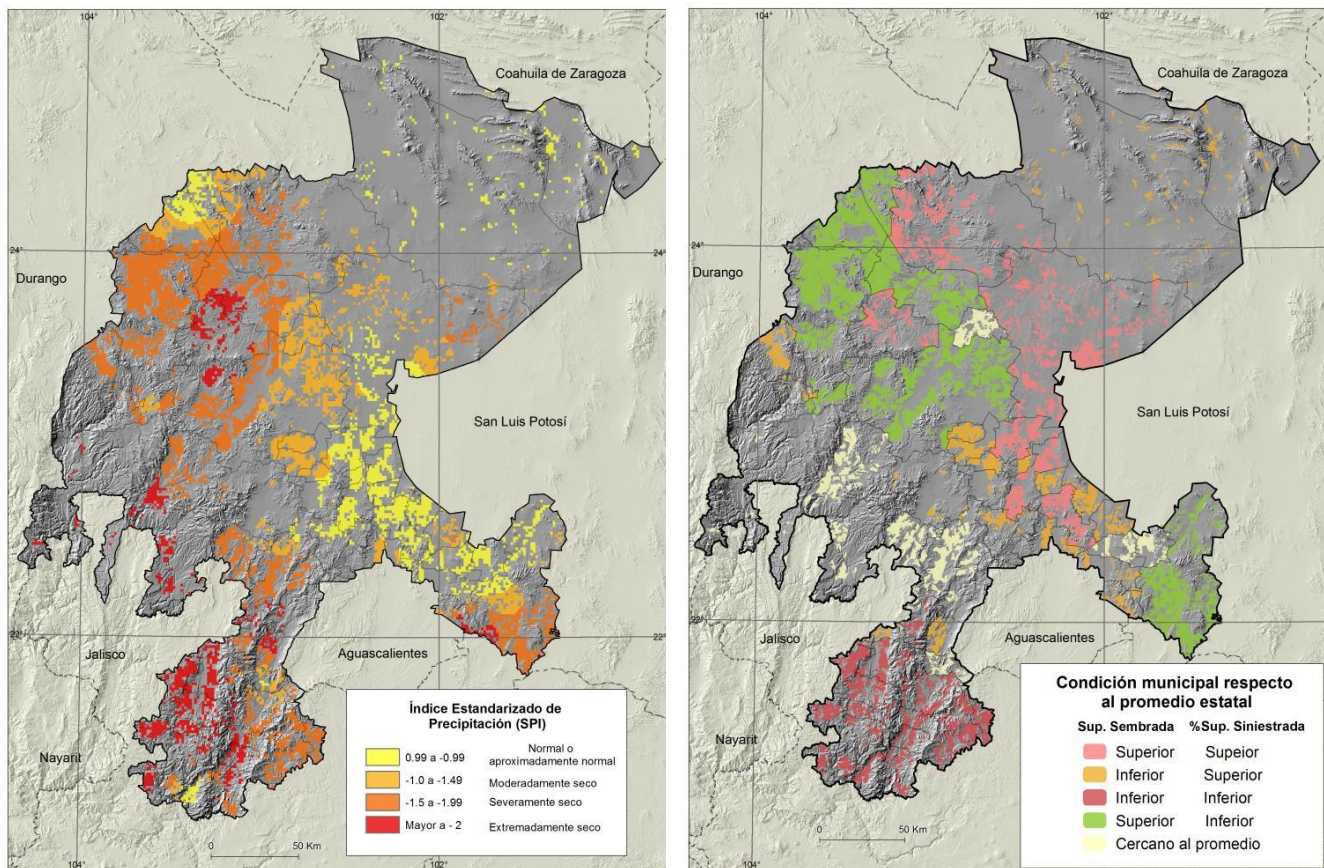 104°
102°
Coahuila de Zaragoza
24°
Durango
San Luis Potosí
22°
Jalisco
Aguascalientes
Nayarit
Índice Estandarizado de
Precipitación (SPI)
0.99 a -0.99
Normal o
aproximadamente normal
-1.0 a -1.49
Moderadamente seco
-1.5 a -1.99
Severamente seco
Mayor a - 2
Extremadamente seco
0
50 Km
104°
102°
104°
102°
Coahuila de Zaragoza
24°
Durango
San Luis Potosí
22°
Jalisco
Aguascalientes
Nayarit
Condición municipal respecto
al promedio estatal
Sup. Sembrada %Sup. Siniestrada
Superior Supeior
Inferior Superior
Inferior Inferior
Superior Inferior
Cercano al promedio
0
50 Km
104°
102°